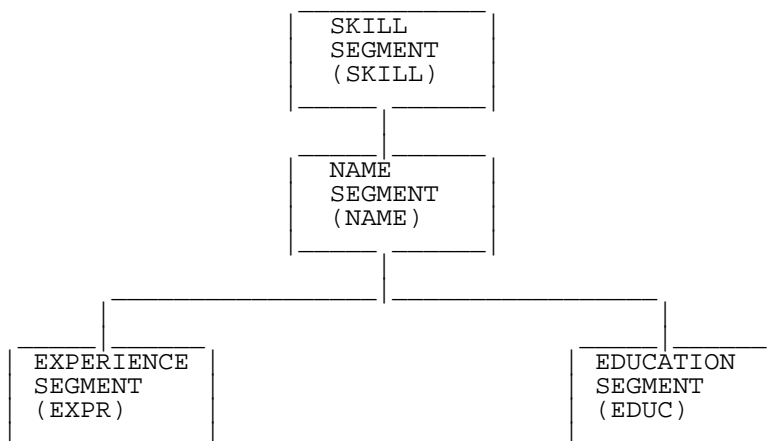 SKILL
SEGMENT
(SKILL)
NAME
SEGMENT
(NAME)
EXPERIENCE
SEGMENT
(EXPR)
EDUCATION
SEGMENT
(EDUC)